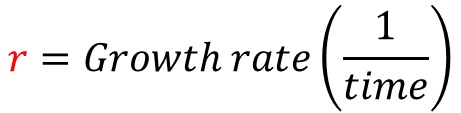 r = Growth rate (1/time)